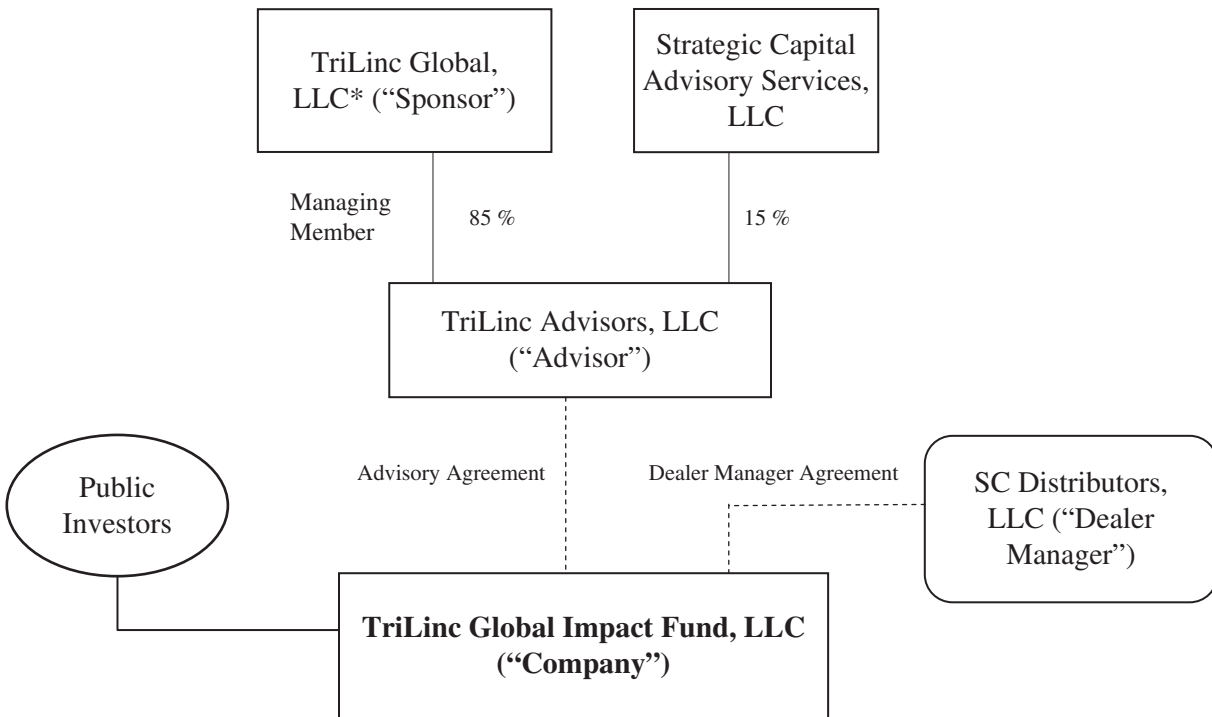 TriLinc Global,
LLC* (“Sponsor”)
Strategic Capital
Advisory Services,
LLC
Managing
Member
85 %
15 %
TriLinc Advisors, LLC
(“Advisor”)
Public
Investors
Advisory Agreement
Dealer Manager Agreement
SC Distributors,
LLC (“Dealer
Manager”)
TriLinc Global Impact Fund, LLC
(“Company”)